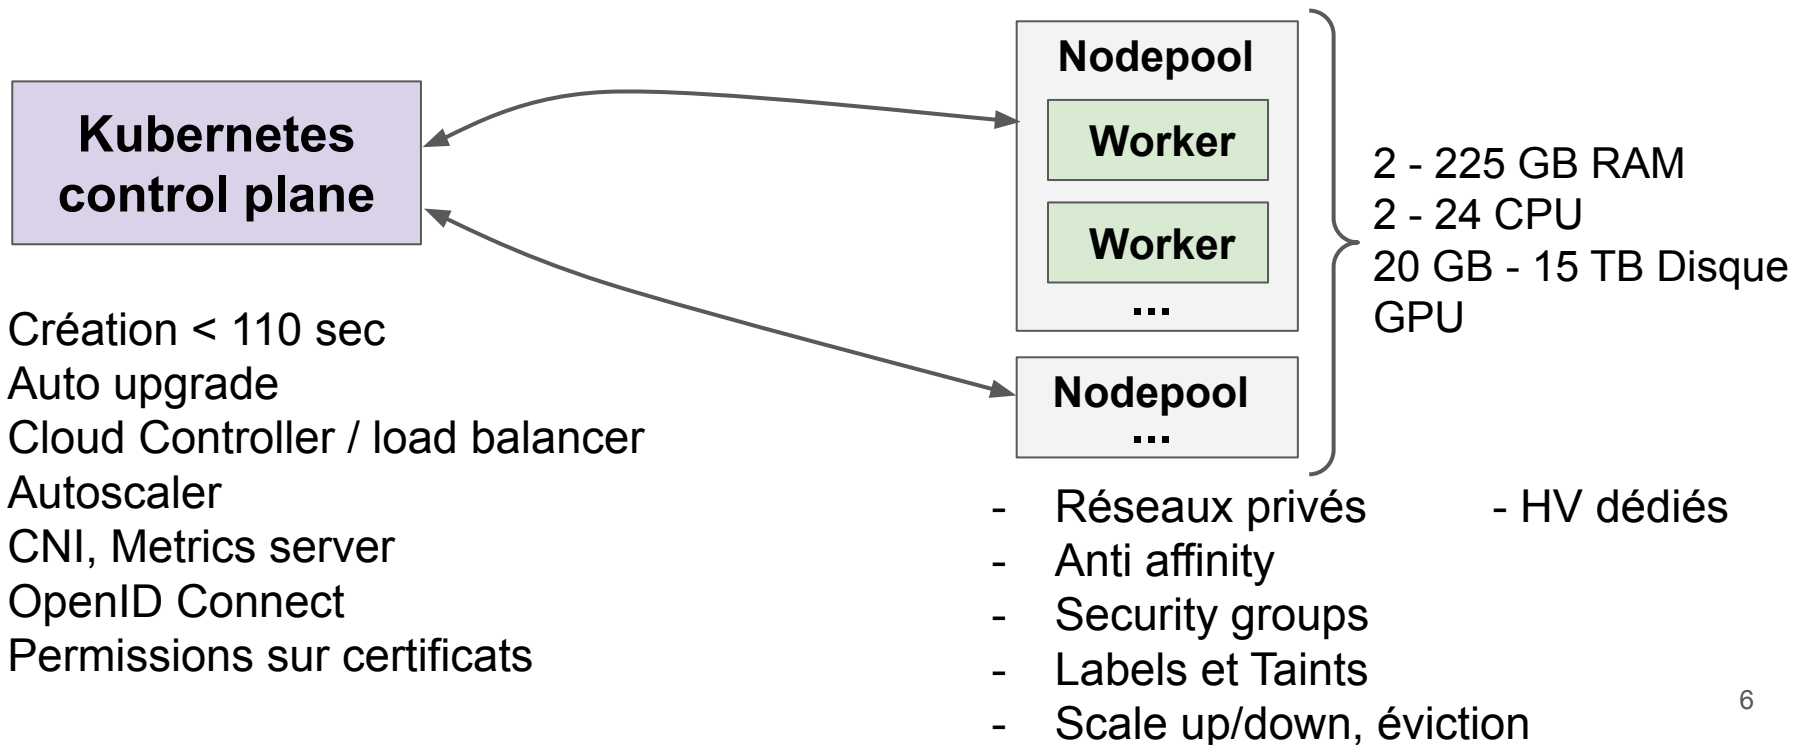 Kubernetes
control plane
Création < 110 sec
Auto upgrade
Cloud Controller / load balancer
Autoscaler
CNI, Metrics server
OpenID Connect
Permissions sur certificats
Nodepool
Worker
Worker
...
Nodepool
...
2 - 225 GB RAM
2 - 24 CPU
20 GB - 15 TB Disque
GPU
- Réseaux privés
- HV dédiés
- Anti affinity
- Security groups
- Labels et Taints
- Scale up/down, éviction
6